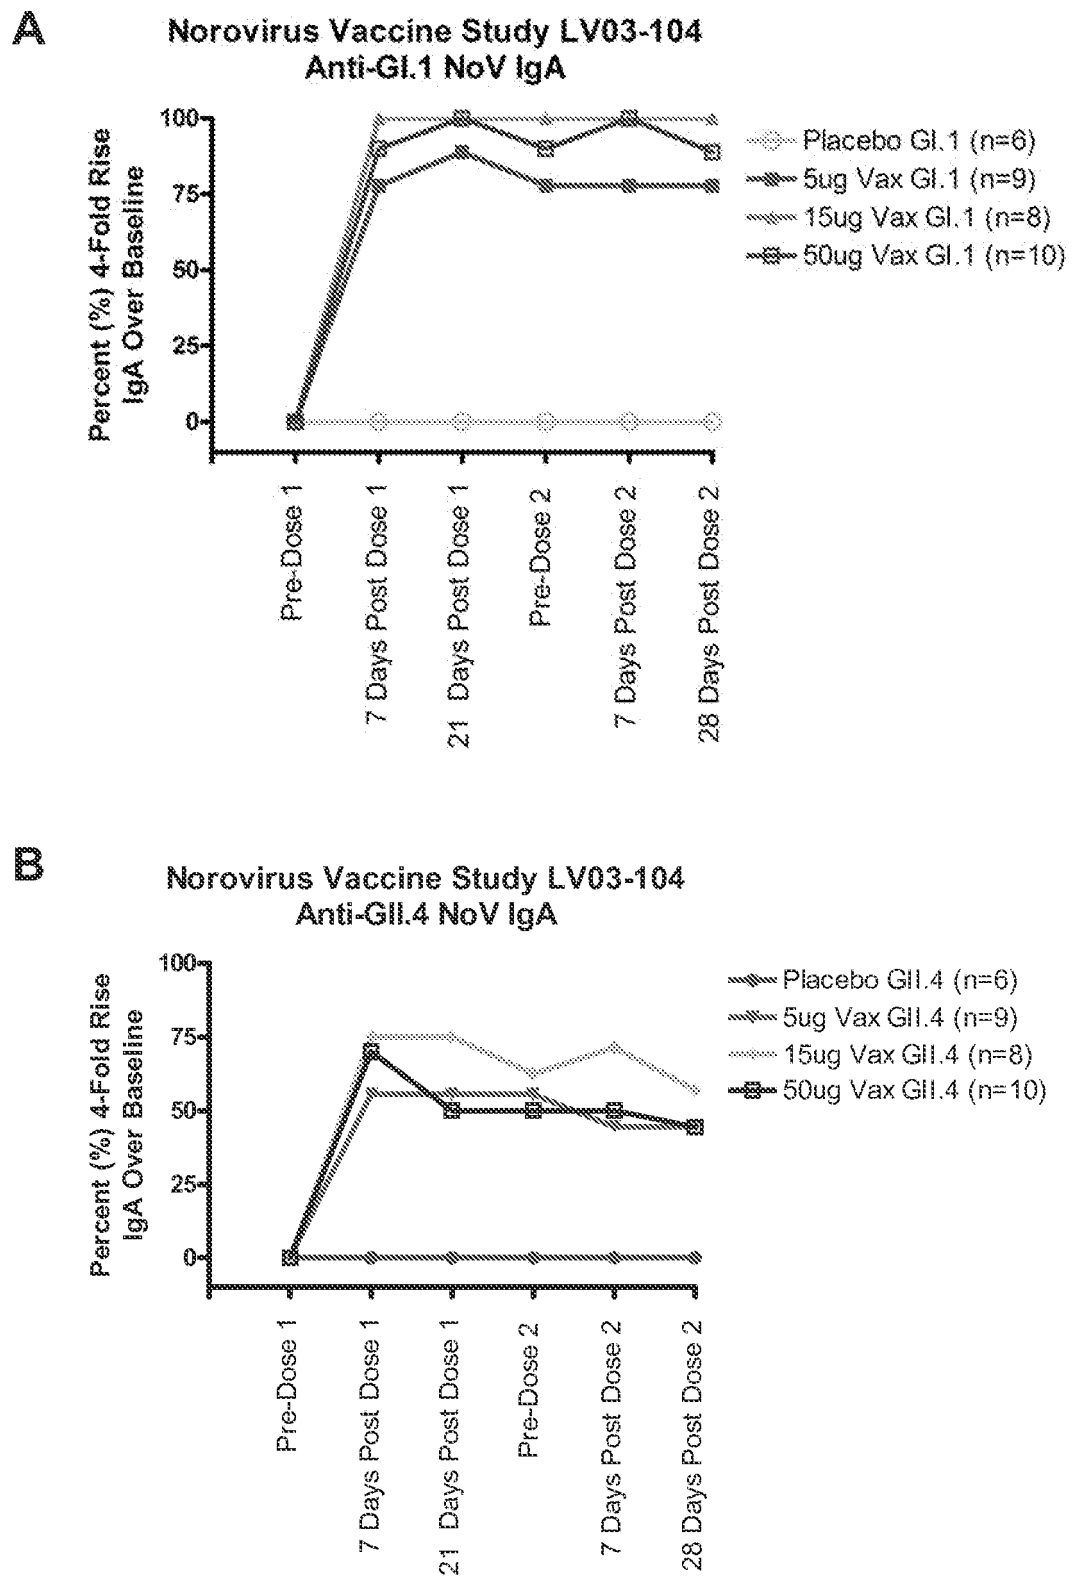 A
Norovirus Vaccine Study LV03-104
Anti-GI.1 NoV IgA
Percent (%) 4-Fold Rise
IgA Over Baseline
100
75
50
25
0
Pre-Dose 1
7 Days Post Dose 1
21 Days Post Dose 1
Pre-Dose 2
7 Days Post Dose 2
28 Days Post Dose 2
Placebo GI.1 (n=6)
5ug Vax GI.1 (n=9)
15ug Vax GI.1 (n=8)
50ug Vax GI.1 (n=10)
B
Norovirus Vaccine Study LV03-104
Anti-GII.4 NoV IgA
Percent (%) 4-Fold Rise
IgA Over Baseline
100
75
50
25
0
Pre-Dose 1
7 Days Post Dose 1
21 Days Post Dose 1
Pre-Dose 2
7 Days Post Dose 2
28 Days Post Dose 2
Placebo GII.4 (n=6)
5ug Vax GII.4 (n=9)
15ug Vax GII.4 (n=8)
50ug Vax GII.4 (n=10)